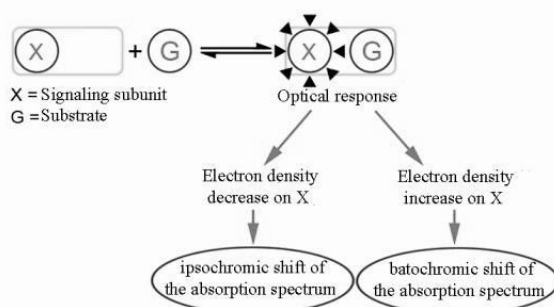 X + G X G
X = Signaling subunit
G =Substrate
Optical response
Electron density
decrease on X
Electron density
increase on X
ipsochromic shift of
the absorption spectrum
batochromic shift of
the absorption spectrum